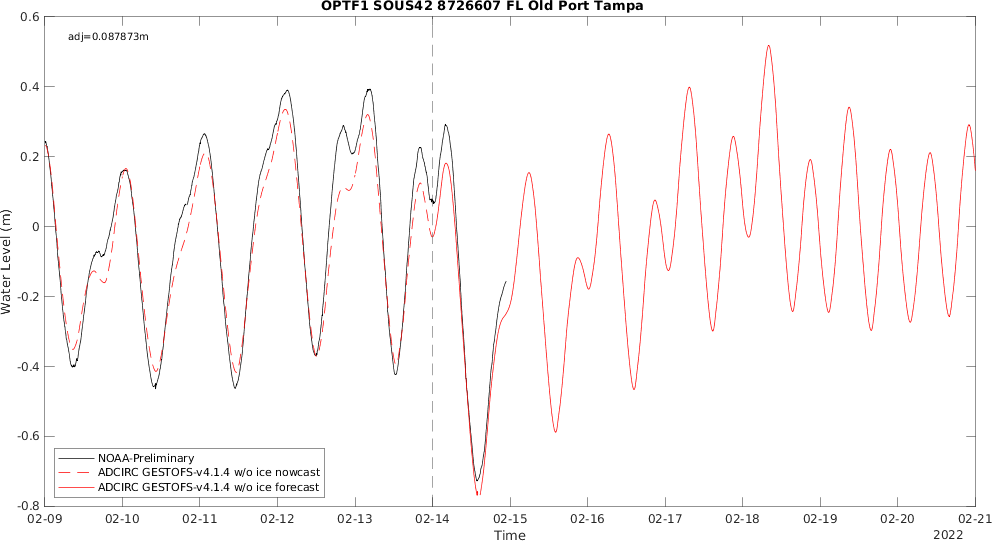 OPTF1 SOUS42 8726607 FL Old Port Tampa
adj=0.087873m
Water Level (m)
0.6
0.4
0.2
0
-0.2
-0.4
-0.6
-0.8
NOAA-Preliminary
ADCIRC GESTOFS-v4.1.4 w/o ice nowcast
ADCIRC GESTOFS-v4.1.4 w/o ice forecast
02-09 02-10 02-11 02-12 02-13 02-14 02-15 02-16 02-17 02-18 02-19 02-20 02-21
Time
2022